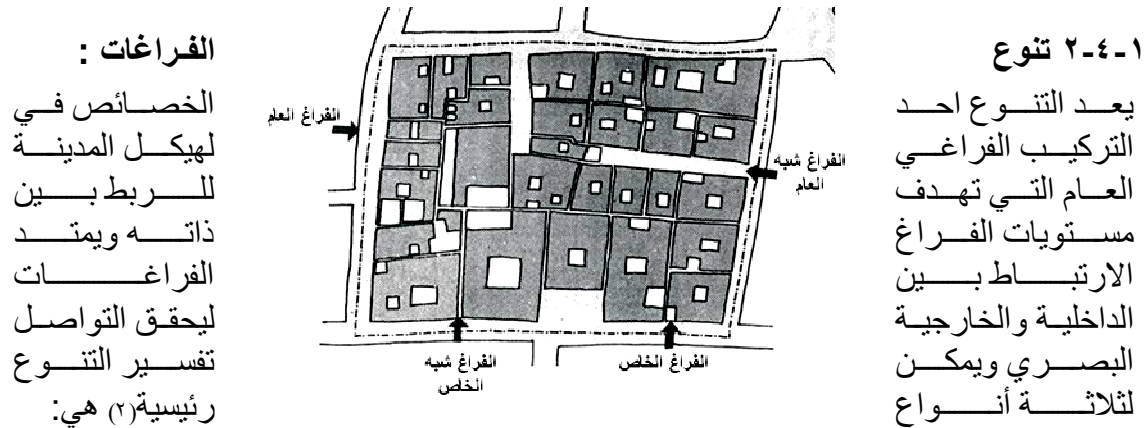 ٢-٤-١ تنوع الفراغات :
يعد التنوع احد الخصائص في
التركيب الفراغي لهيكل المدينة
العام التي تهدف للربط بين
مستويات الفراغ ذاته ويمتد
الارتباط بين الفراغات
الداخلية والخارجية ليحقق التواصل
البصري ويمكن تفسير التنوع
لثلاثة أنواع رئيسية(٢) هي:
الفراغ العام
الفراغ شبه
العام
الفراغ شبه
الخاص
الفراغ الخاص